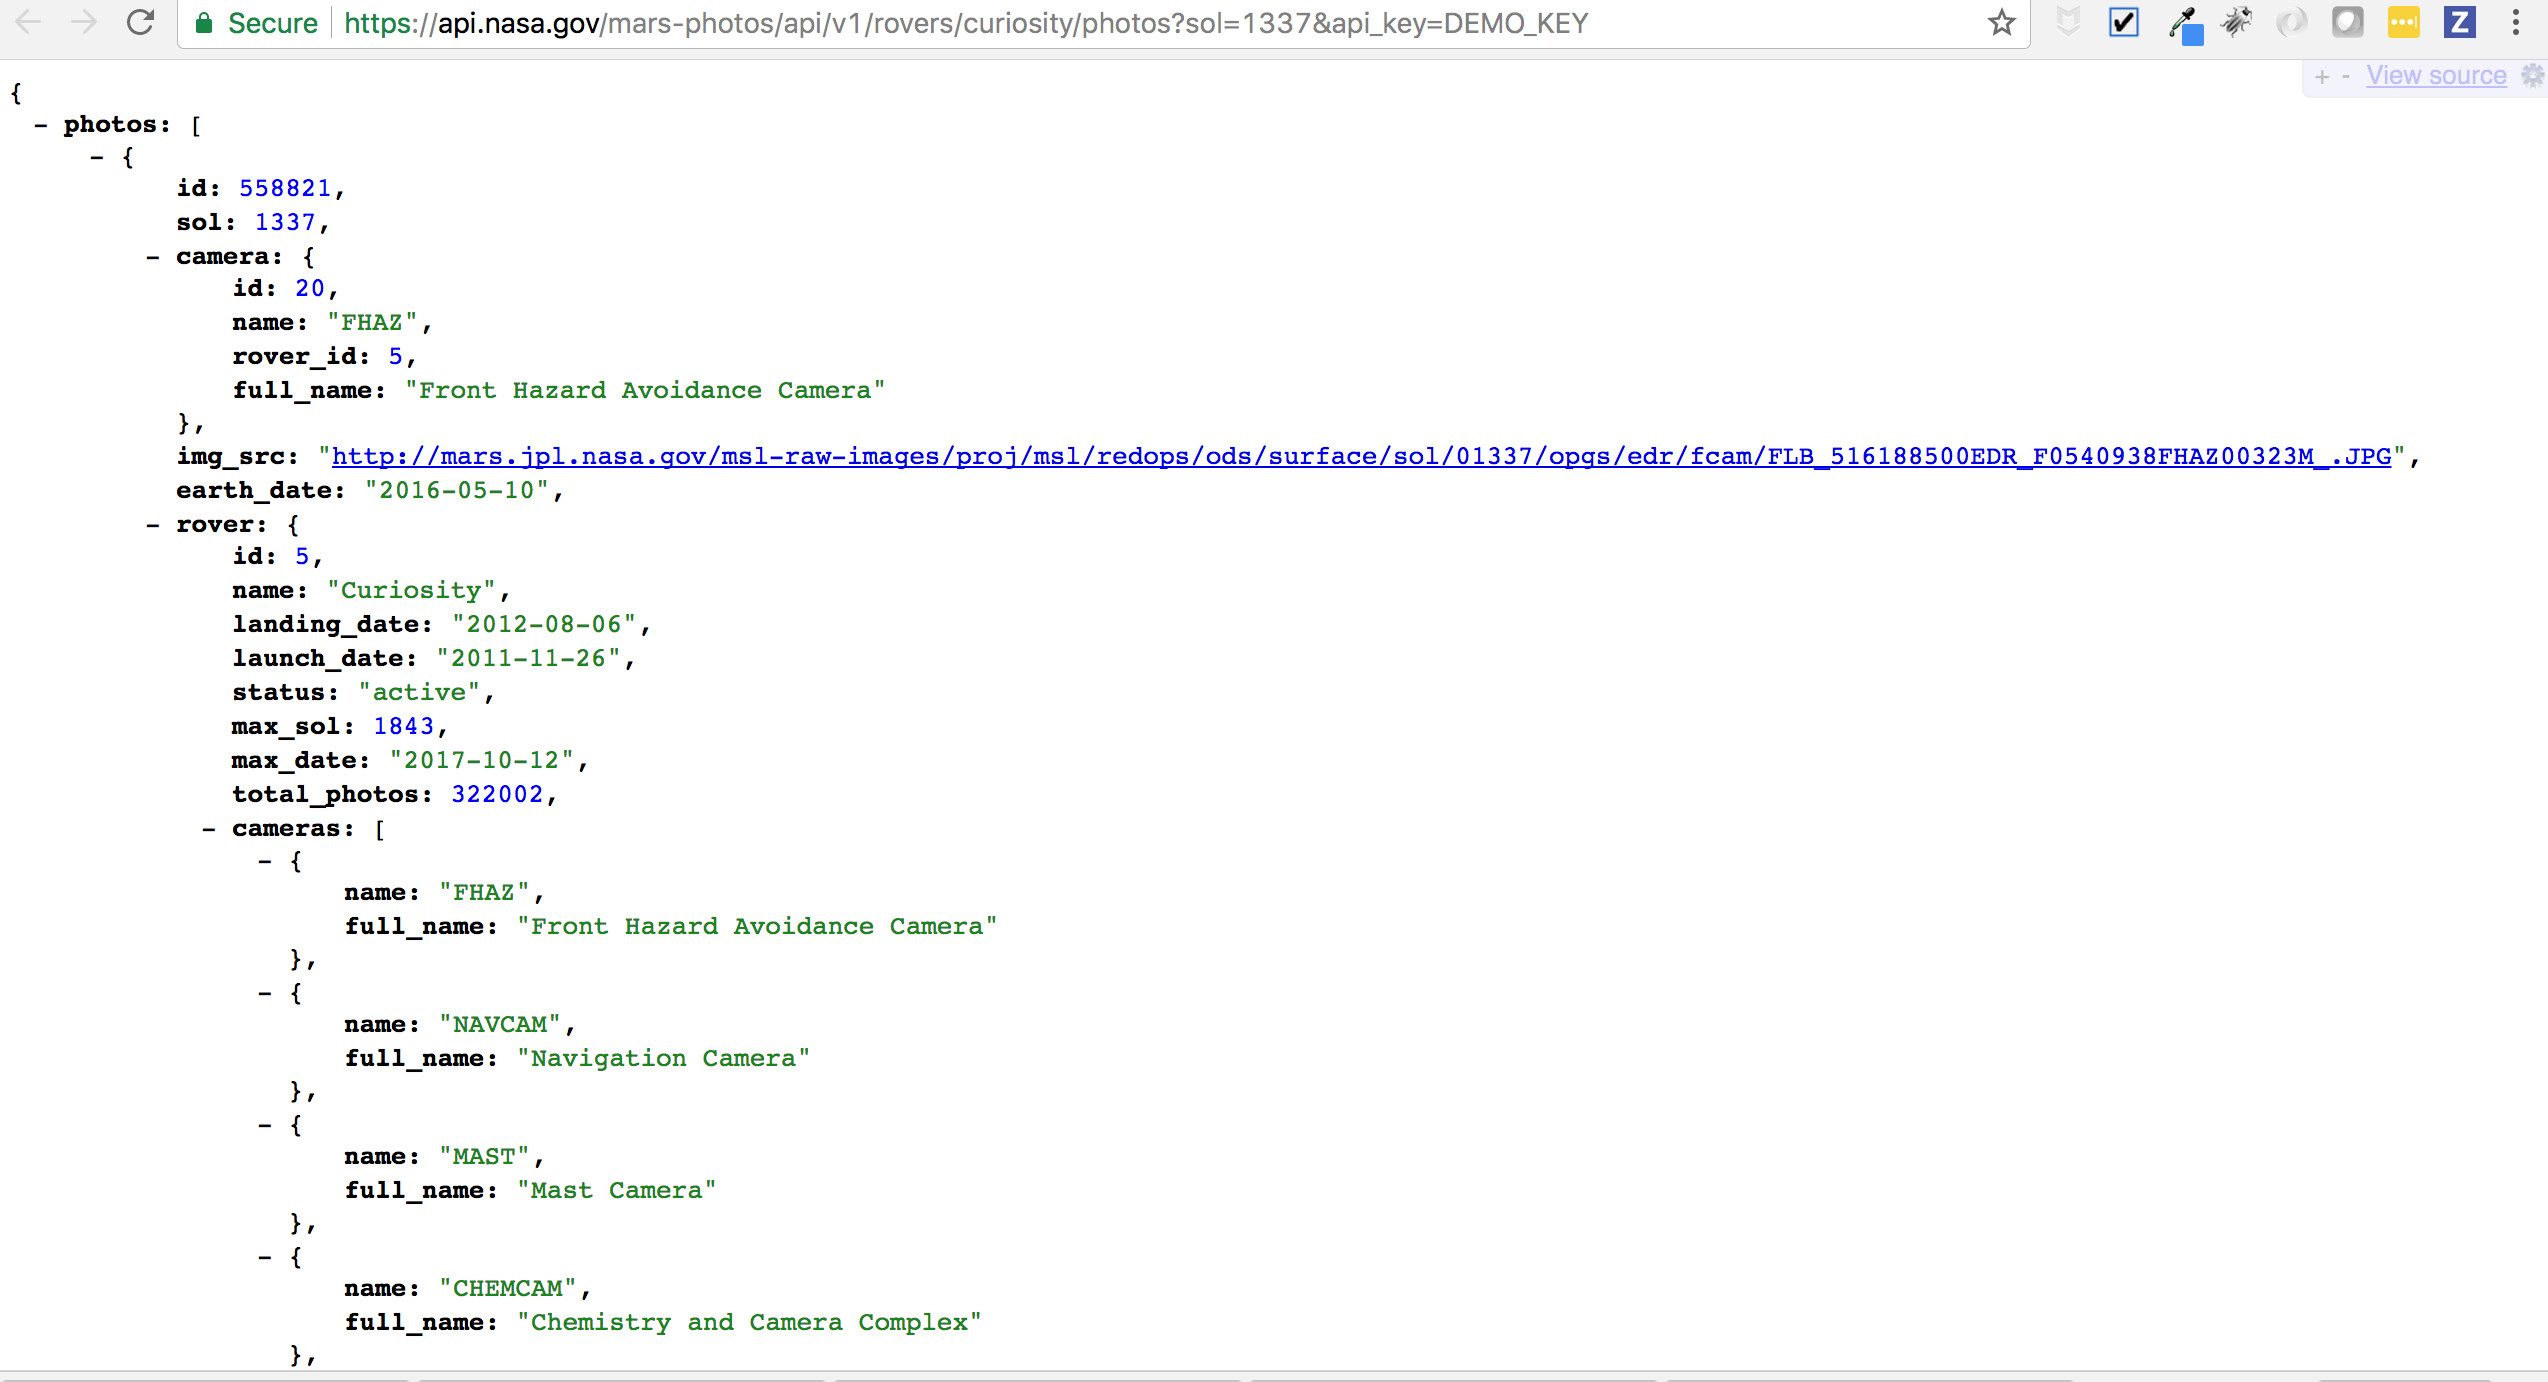 Secure https://api.nasa.gov/mars-photos/api/v1/rovers/curiosity/photos?sol=1337&api_key=DEMO_KEY
+ - View source
{
- photos: [
- {
id: 558821,
sol: 1337,
- camera: {
id: 20,
name: "FHAZ",
rover_id: 5,
full_name: "Front Hazard Avoidance Camera"
},
img_src: "http://mars.jpl.nasa.gov/msl-raw-images/proj/msl/redops/ods/surface/sol/01337/opgs/edr/fcam/FLB_516188500EDR_F0540938FHAZ00323M_.JPG",
earth_date: "2016-05-10",
- rover: {
id: 5,
name: "Curiosity",
landing_date: "2012-08-06",
launch_date: "2011-11-26",
status: "active",
max_sol: 1843,
max_date: "2017-10-12",
total_photos: 322002,
- cameras: [
- {
name: "FHAZ",
full_name: "Front Hazard Avoidance Camera"
},
- {
name: "NAVCAM",
full_name: "Navigation Camera"
},
- {
name: "MAST",
full_name: "Mast Camera"
},
- {
name: "CHEMCAM",
full_name: "Chemistry and Camera Complex"
},